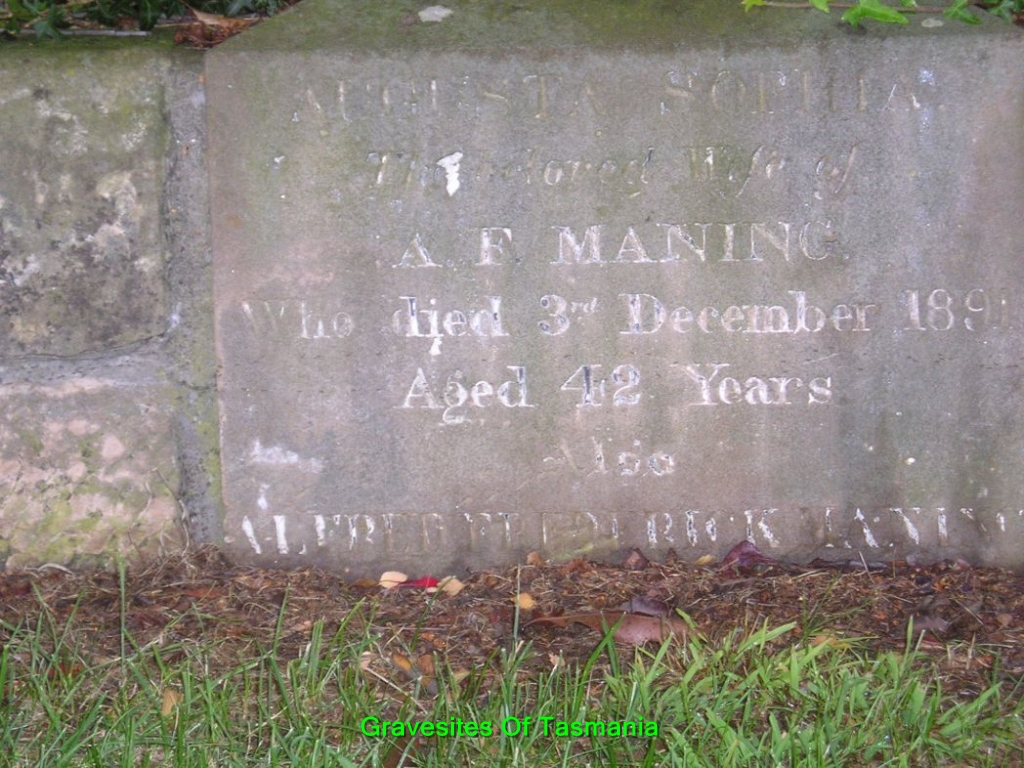 AUGUSTA SOPHIA
The beloved Wife of
A. F. MANING.
Who died 3rd December 189
Aged 42 Years
Also
ALFRED FREDERICK MANING
Gravesites Of Tasmania